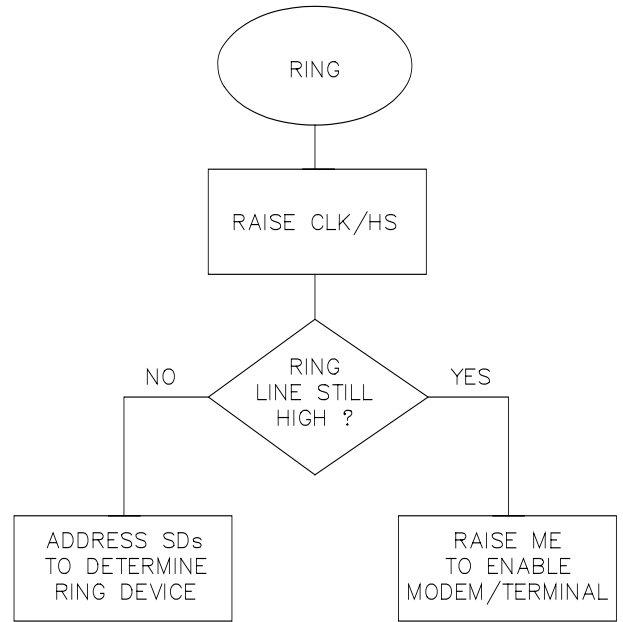 RING
RAISE CLK/HS
RING
LINE STILL
HIGH ?
NO
YES
ADDRESS SDs
TO DETERMINE
RING DEVICE
RAISE ME
TO ENABLE
MODEM/TERMINAL